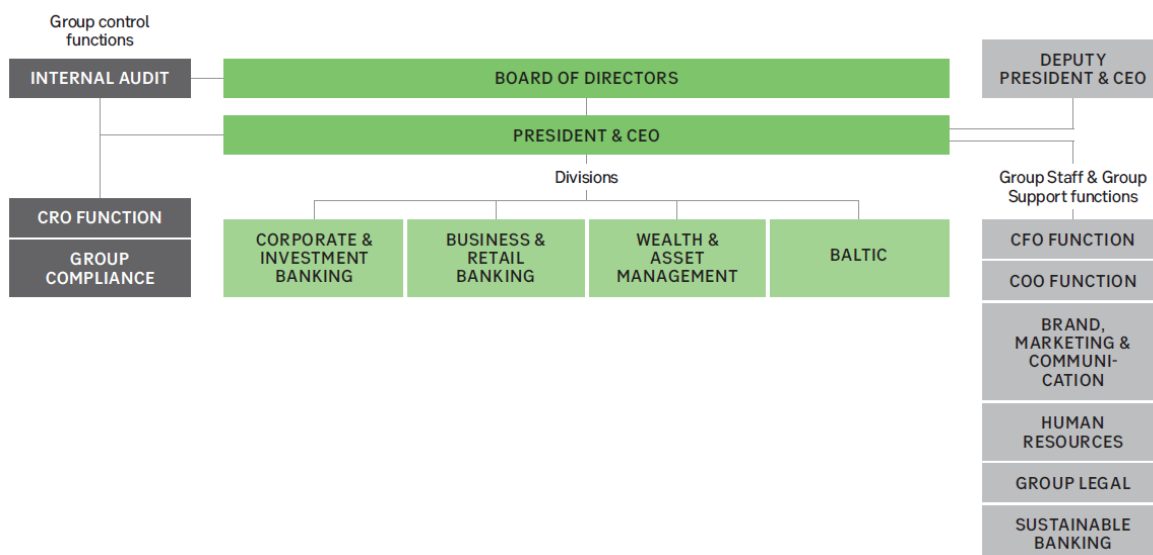 Group control
functions
INTERNAL AUDIT
BOARD OF DIRECTORS
DEPUTY
PRESIDENT & CEO
PRESIDENT & CEO
Divisions
Group Staff & Group
Support functions
CRO FUNCTION
GROUP
COMPLIANCE
CORPORATE &
INVESTMENT
BANKING
BUSINESS &
RETAIL
BANKING
WEALTH &
ASSET
MANAGEMENT
BALTIC
CFO FUNCTION
COO FUNCTION
BRAND,
MARKETING &
COMMUNI-
CATION
HUMAN
RESOURCES
GROUP LEGAL
SUSTAINABLE
BANKING